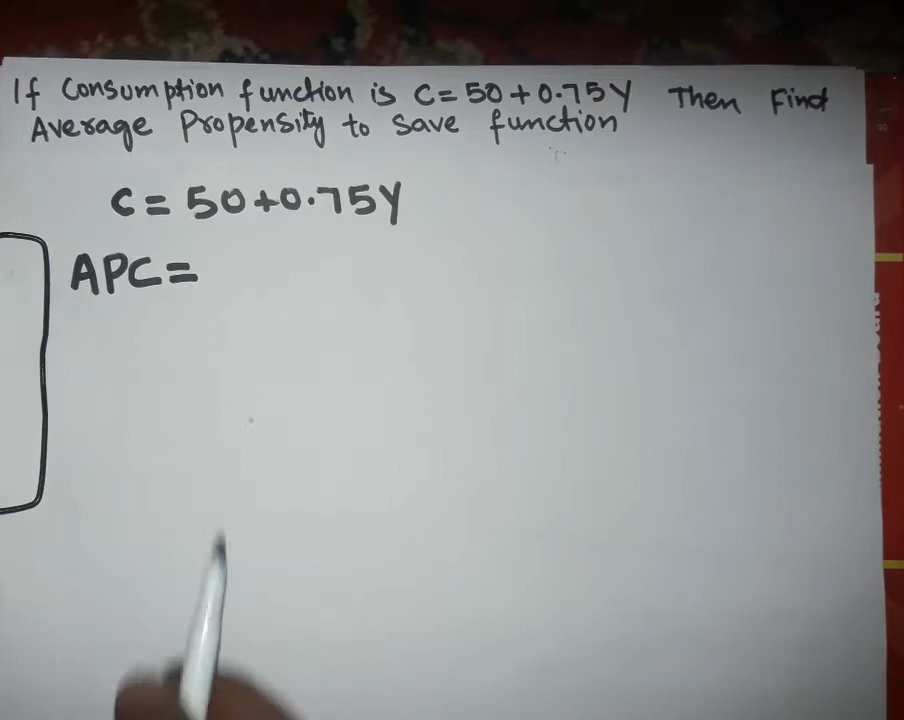 If Consumption function is C = 50 + 0.75Y Then Find
Average Propensity to Save function
C = 50 + 0.75Y
APC =